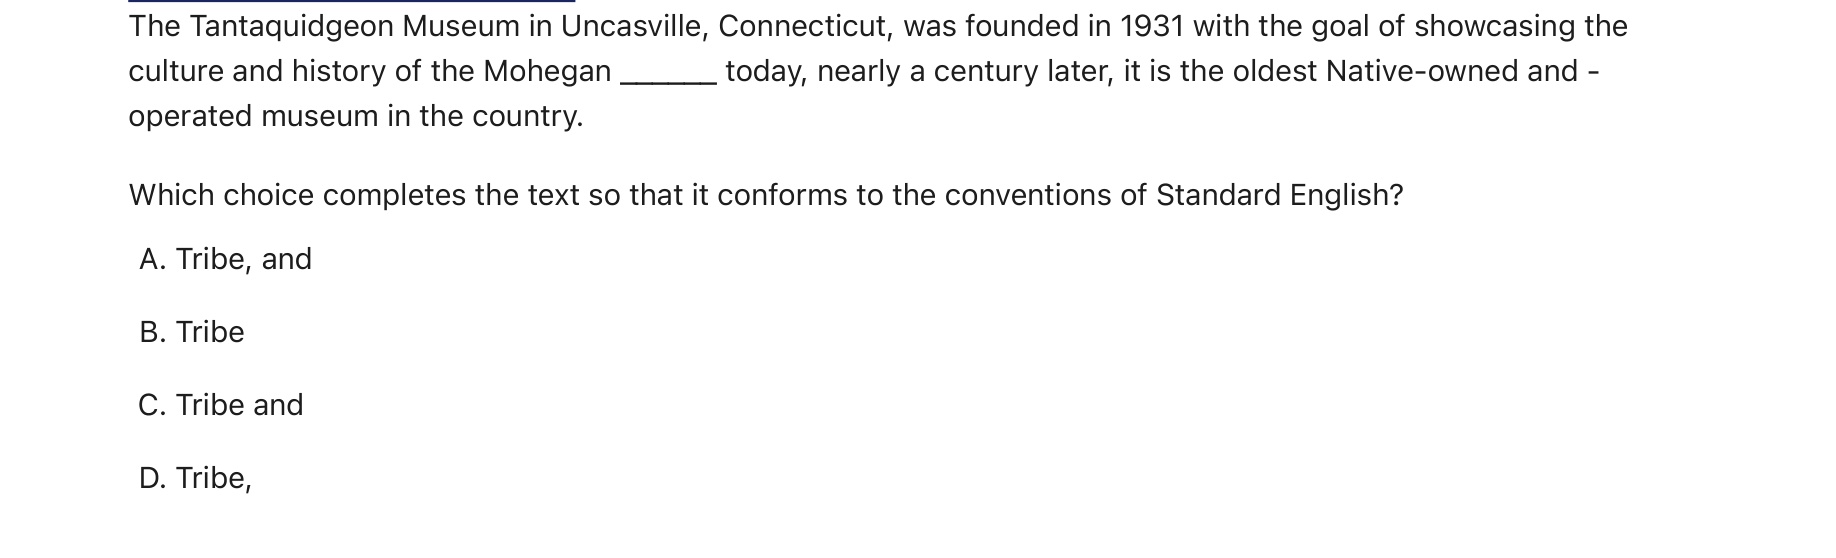 The Tantaquidgeon Museum in Uncasville, Connecticut, was founded in 1931 with the goal of showcasing the
culture and history of the Mohegan ______ today, nearly a century later, it is the oldest Native-owned and -
operated museum in the country.
Which choice completes the text so that it conforms to the conventions of Standard English?
A. Tribe, and
B. Tribe
C. Tribe and
D. Tribe,